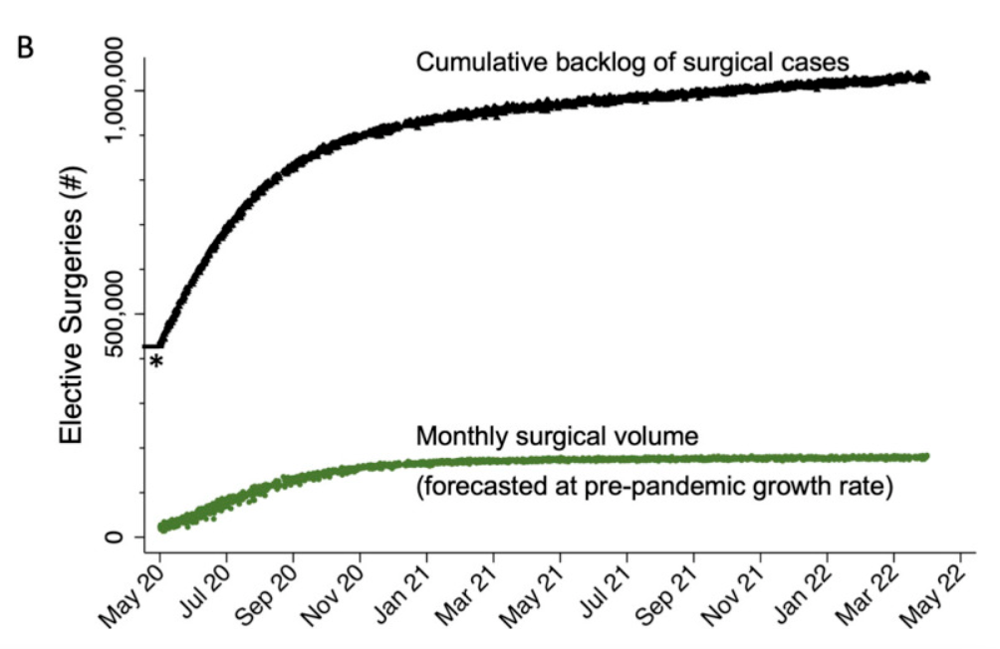 B
Cumulative backlog of surgical cases
1,000,000
500,000
0
Elective Surgeries (#)
*
Monthly surgical volume
(forecasted at pre-pandemic growth rate)
May 20
Jul 20
Sep 20
Nov 20
Jan 21
Mar 21
May 21
Jul 21
Sep 21
Nov 21
Jan 22
Mar 22
May 22